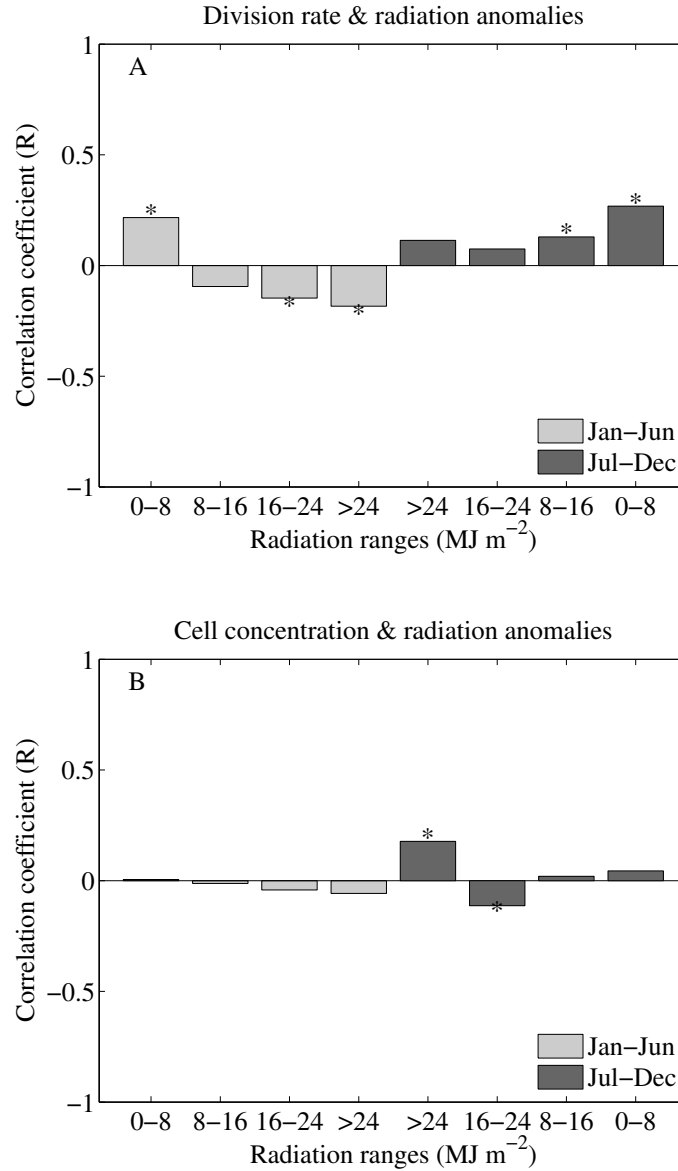 Division rate & radiation anomalies
A
1
0.5
0
−0.5
−1
Correlation coefficient (R)
* * * * *
Jan−Jun
Jul−Dec
0−8 8−16 16−24 >24 >24 16−24 8−16 0−8
Radiation ranges (MJ m⁻²)
Cell concentration & radiation anomalies
B
1
0.5
0
−0.5
−1
Correlation coefficient (R)
* *
Jan−Jun
Jul−Dec
0−8 8−16 16−24 >24 >24 16−24 8−16 0−8
Radiation ranges (MJ m⁻²)